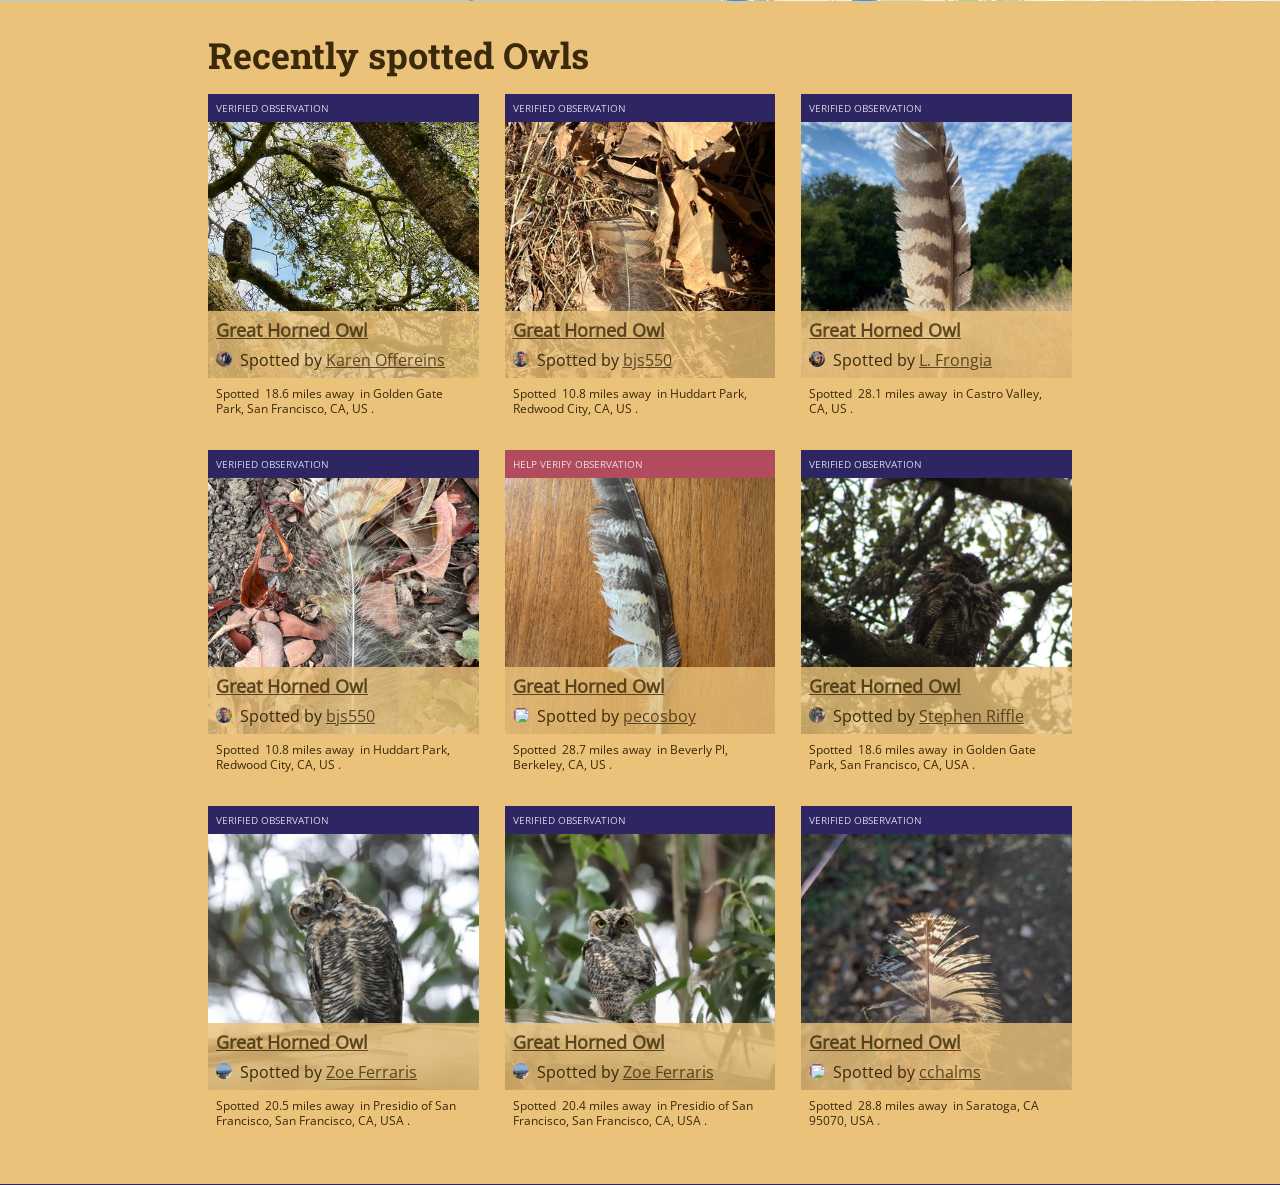 Recently spotted Owls
VERIFIED OBSERVATION
Great Horned Owl
Spotted by Karen Offereins
Spotted 18.6 miles away in Golden Gate
Park, San Francisco, CA, US .
VERIFIED OBSERVATION
Great Horned Owl
Spotted by bjs550
Spotted 10.8 miles away in Huddart Park,
Redwood City, CA, US .
VERIFIED OBSERVATION
Great Horned Owl
Spotted by L. Frongia
Spotted 28.1 miles away in Castro Valley,
CA, US .
VERIFIED OBSERVATION
Great Horned Owl
Spotted by bjs550
Spotted 10.8 miles away in Huddart Park,
Redwood City, CA, US .
HELP VERIFY OBSERVATION
Great Horned Owl
Spotted by pecosboy
Spotted 28.7 miles away in Beverly Pl,
Berkeley, CA, US .
VERIFIED OBSERVATION
Great Horned Owl
Spotted by Stephen Riffle
Spotted 18.6 miles away in Golden Gate
Park, San Francisco, CA, USA .
VERIFIED OBSERVATION
Great Horned Owl
Spotted by Zoe Ferraris
Spotted 20.5 miles away in Presidio of San
Francisco, San Francisco, CA, USA .
VERIFIED OBSERVATION
Great Horned Owl
Spotted by Zoe Ferraris
Spotted 20.4 miles away in Presidio of San
Francisco, San Francisco, CA, USA .
VERIFIED OBSERVATION
Great Horned Owl
Spotted by cchalms
Spotted 28.8 miles away in Saratoga, CA
95070, USA .